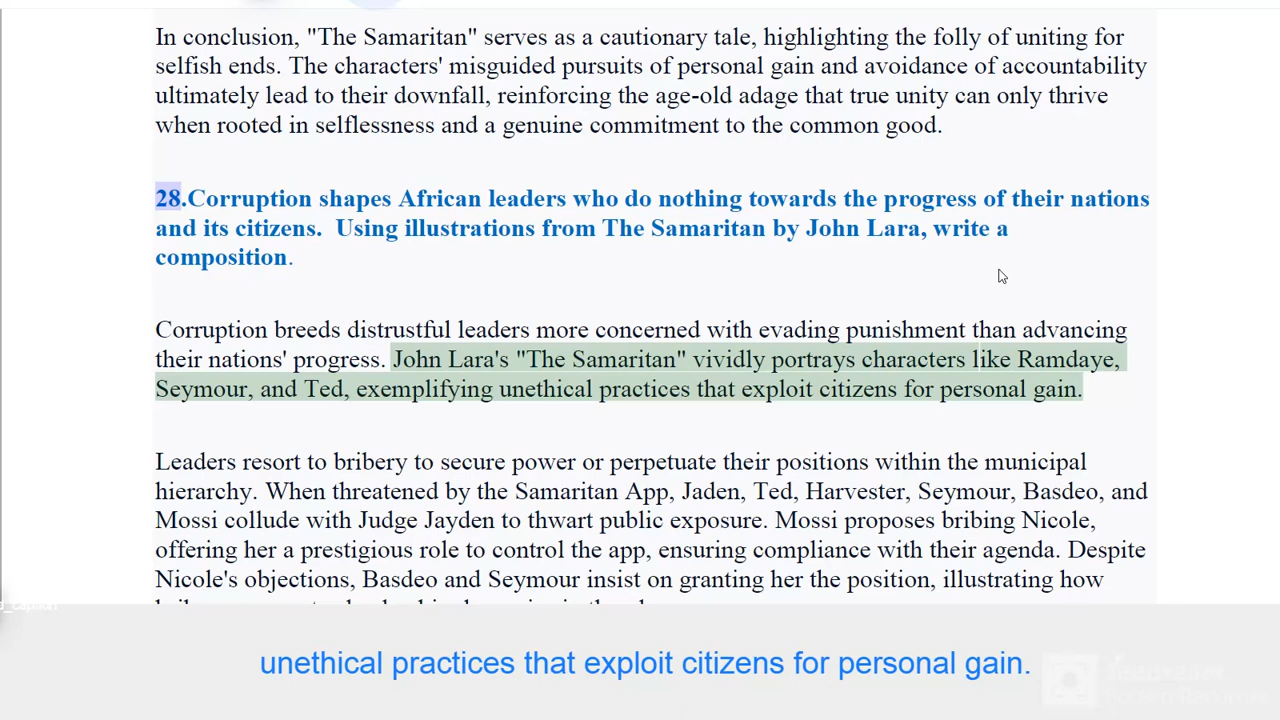 In conclusion, "The Samaritan" serves as a cautionary tale, highlighting the folly of uniting for
selfish ends. The characters' misguided pursuits of personal gain and avoidance of accountability
ultimately lead to their downfall, reinforcing the age-old adage that true unity can only thrive
when rooted in selflessness and a genuine commitment to the common good.
28.Corruption shapes African leaders who do nothing towards the progress of their nations
and its citizens.  Using illustrations from The Samaritan by John Lara, write a
composition.
Corruption breeds distrustful leaders more concerned with evading punishment than advancing
their nations' progress. John Lara's "The Samaritan" vividly portrays characters like Ramdaye,
Seymour, and Ted, exemplifying unethical practices that exploit citizens for personal gain.
Leaders resort to bribery to secure power or perpetuate their positions within the municipal
hierarchy. When threatened by the Samaritan App, Jaden, Ted, Harvester, Seymour, Basdeo, and
Mossi collude with Judge Jayden to thwart public exposure. Mossi proposes bribing Nicole,
offering her a prestigious role to control the app, ensuring compliance with their agenda. Despite
Nicole's objections, Basdeo and Seymour insist on granting her the position, illustrating how
unethical practices that exploit citizens for personal gain.